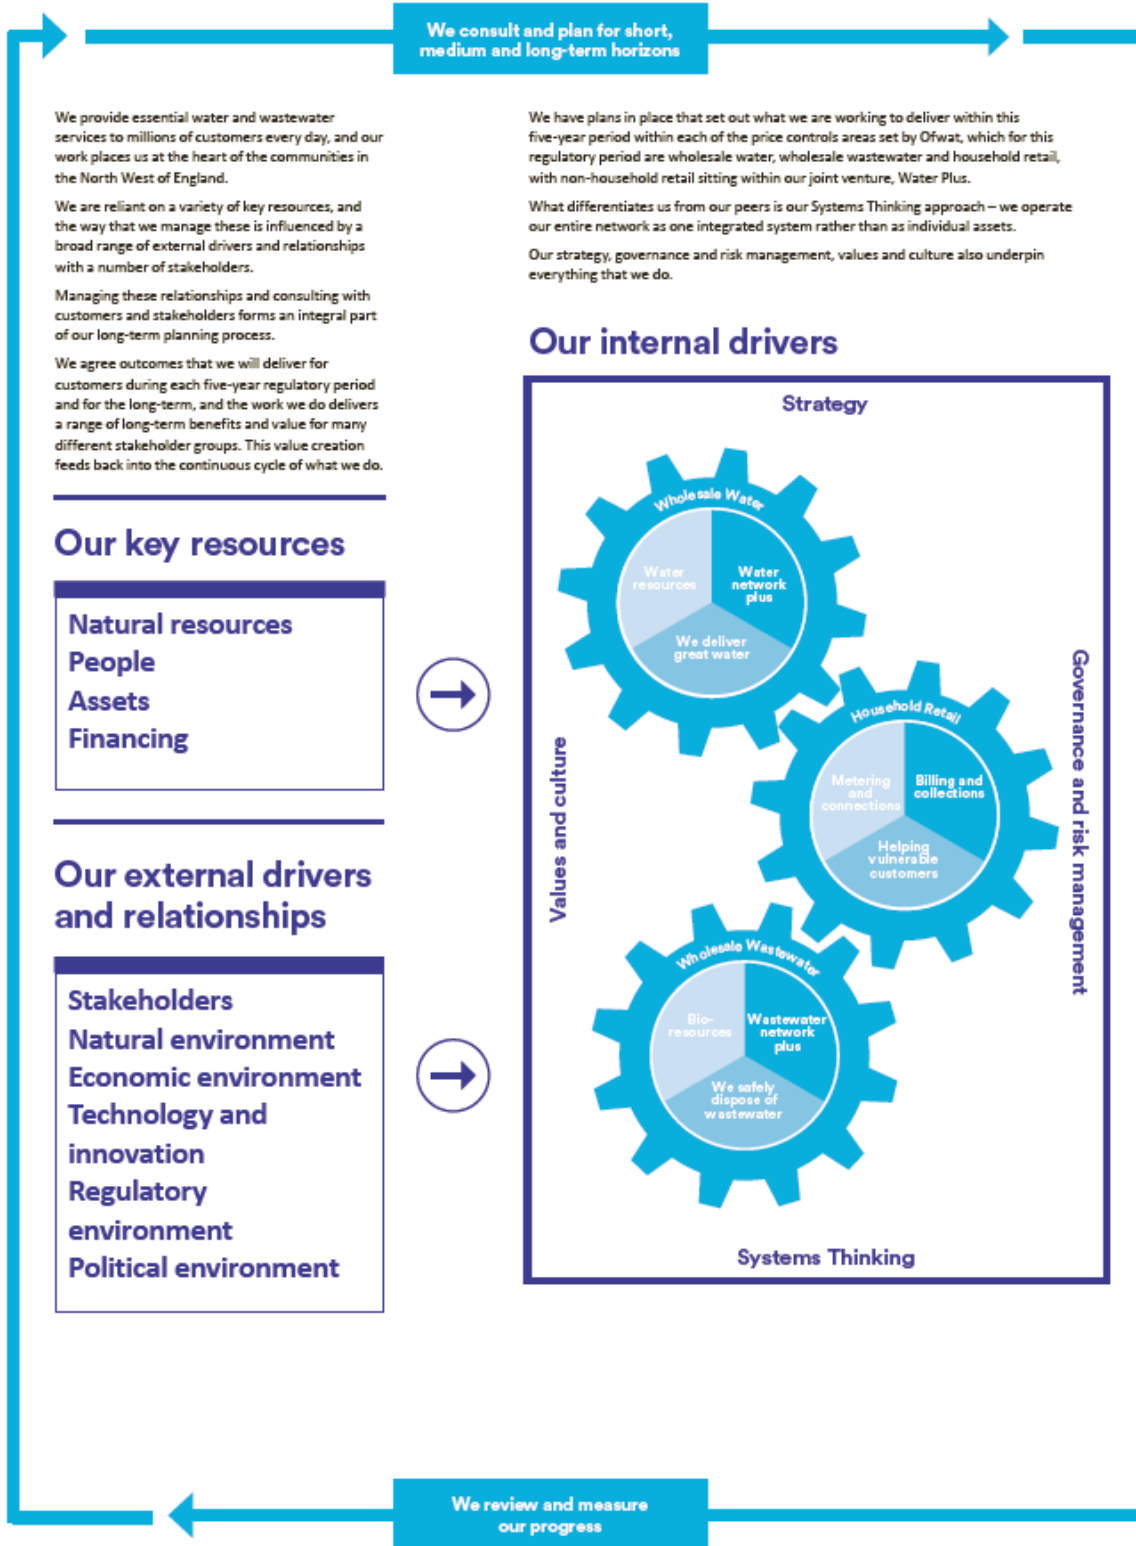 We consult and plan for short,
medium and long-term horizons
We provide essential water and wastewater
services to millions of customers every day, and our
work places us at the heart of the communities in
the North West of England.
We are reliant on a variety of key resources, and
the way that we manage these is influenced by a
broad range of external drivers and relationships
with a number of stakeholders.
Managing these relationships and consulting with
customers and stakeholders forms an integral part
of our long-term planning process.
We agree outcomes that we will deliver for
customers during each five-year regulatory period
and for the long-term, and the work we do delivers
a range of long-term benefits and value for many
different stakeholder groups. This value creation
feeds back into the continuous cycle of what we do.
Our key resources
Natural resources
People
Assets
Financing
Our external drivers
and relationships
Stakeholders
Natural environment
Economic environment
Technology and
innovation
Regulatory
environment
Political environment
We have plans in place that set out what we are working to deliver within this
five-year period within each of the price controls areas set by Ofwat, which for this
regulatory period are wholesale water, wholesale wastewater and household retail,
with non-household retail sitting within our joint venture, Water Plus.
What differentiates us from our peers is our Systems Thinking approach – we operate
our entire network as one integrated system rather than as individual assets.
Our strategy, governance and risk management, values and culture also underpin
everything that we do.
Our internal drivers
Strategy
Wholesale Water
Water
resources
Water
network
plus
We deliver
great water
Household Retail
Metering
and
connections
Billing and
collections
Helping
vulnerable
customers
Values and culture
Governance and risk management
Wholesale Wastewater
Bio-
resources
Wastewater
network
plus
We safely
dispose of
wastewater
Systems Thinking
We review and measure
our progress